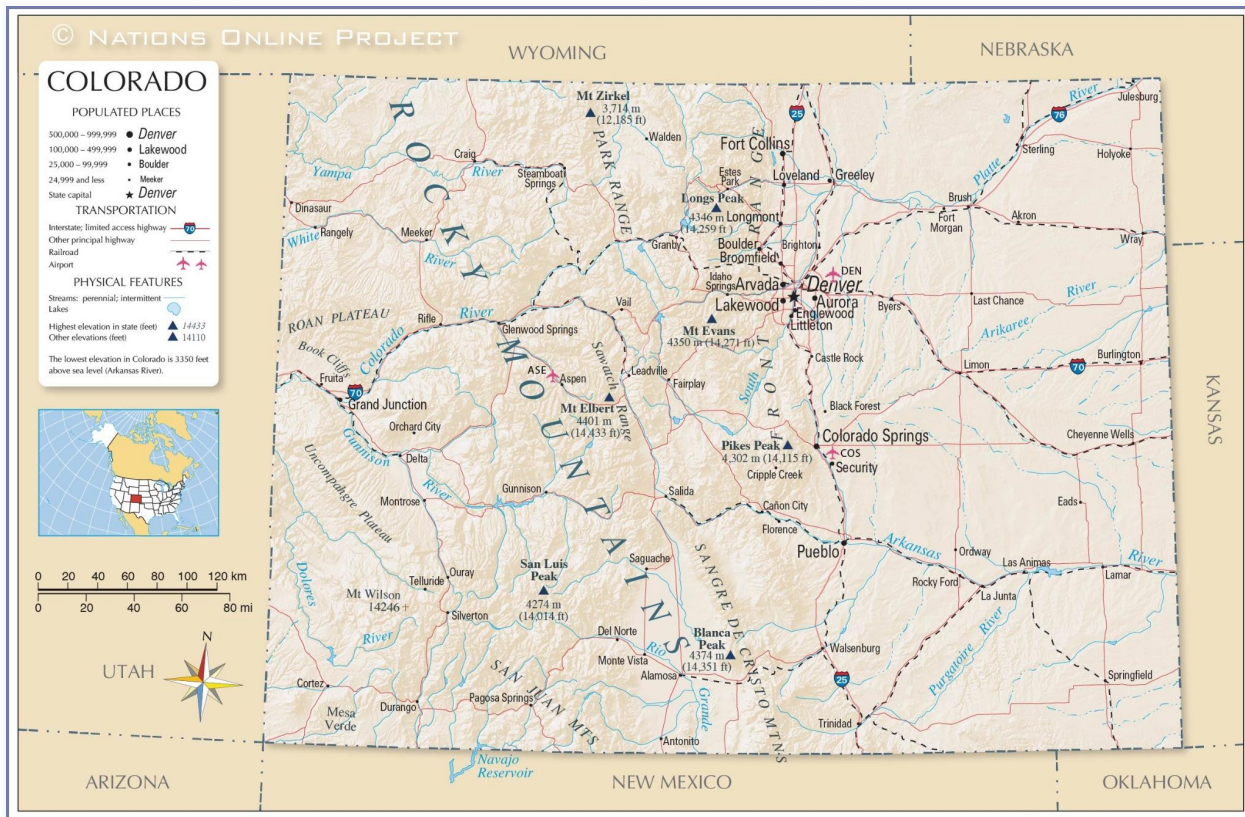 © NATIONS ONLINE PROJECT
WYOMING
NEBRASKA
COLORADO
POPULATED PLACES
500,000 – 999,999 Denver
100,000 – 499,999 Lakewood
25,000 – 99,999 Boulder
24,999 and less Meeker
State capital Denver
TRANSPORTATION
Interstate; limited access highway 70
Other principal highway
Railroad
Airport
PHYSICAL FEATURES
Streams: perennial; intermittent
Lakes
Highest elevation in state (feet) 14433
Other elevations (feet) 14110
The lowest elevation in Colorado is 3350 feet
above sea level (Arkansas River).
ROCKY MOUNTAINS
PARK RANGE
FRONT RANGE
Mt Zirkel
3,714 m
(12,185 ft)
Walden
25
76
Platte River
Julesburg
Fort Collins
Sterling
Holyoke
Craig
Yampa River
Steamboat
Springs
Estes
Park
Loveland
Greeley
Longs Peak
4346 m
(14,259 ft )
Longmont
Brush
Fort
Morgan
Akron
Wray
Dinosaur
White River
Rangely
Meeker
Granby
Boulder
Broomfield
Brighton
Idaho
Springs
Arvada
Denver
DEN
Lakewood
Aurora
Englewood
Littleton
Byers
Last Chance
Arikaree River
ROAN PLATEAU
Book Cliffs
Colorado River
Rifle
Glenwood Springs
Vail
Mt Evans
4350 m (14,271 ft)
Castle Rock
South
Limon
70
Burlington
KANSAS
Fruita
70
Grand Junction
ASE
Aspen
Sawatch Range
Leadville
Fairplay
Mt Elbert
4401 m
(14,433 ft)
Black Forest
Orchard City
Gunnison River
Delta
Pikes Peak
4,302 m (14,115 ft)
Colorado Springs
COS
Security
Cripple Creek
Cheyenne Wells
Uncompahgre Plateau
Montrose
Gunnison
Salida
Cañon City
Florence
Eads
Pueblo
Arkansas River
Ordway
Las Animas
Rocky Ford
La Junta
Lamar
SANGRE DE CRISTO MTNS
Saguache
Ouray
Telluride
San Luis
Peak
4274 m
(14,014 ft)
Dolores River
Mt Wilson
14246 +
Silverton
Del Norte
Monte Vista
Rio Grande
Blanca
Peak
4374 m
(14,351 ft)
Alamosa
Walsenburg
25
Purgatoire River
Springfield
SAN JUAN MTS
Cortez
Mesa
Verde
Durango
Pagosa Springs
Antonito
Trinidad
Navajo
Reservoir
0 20 40 60 80 100 120 km
0 20 40 60 80 mi
N
UTAH
ARIZONA
NEW MEXICO
OKLAHOMA